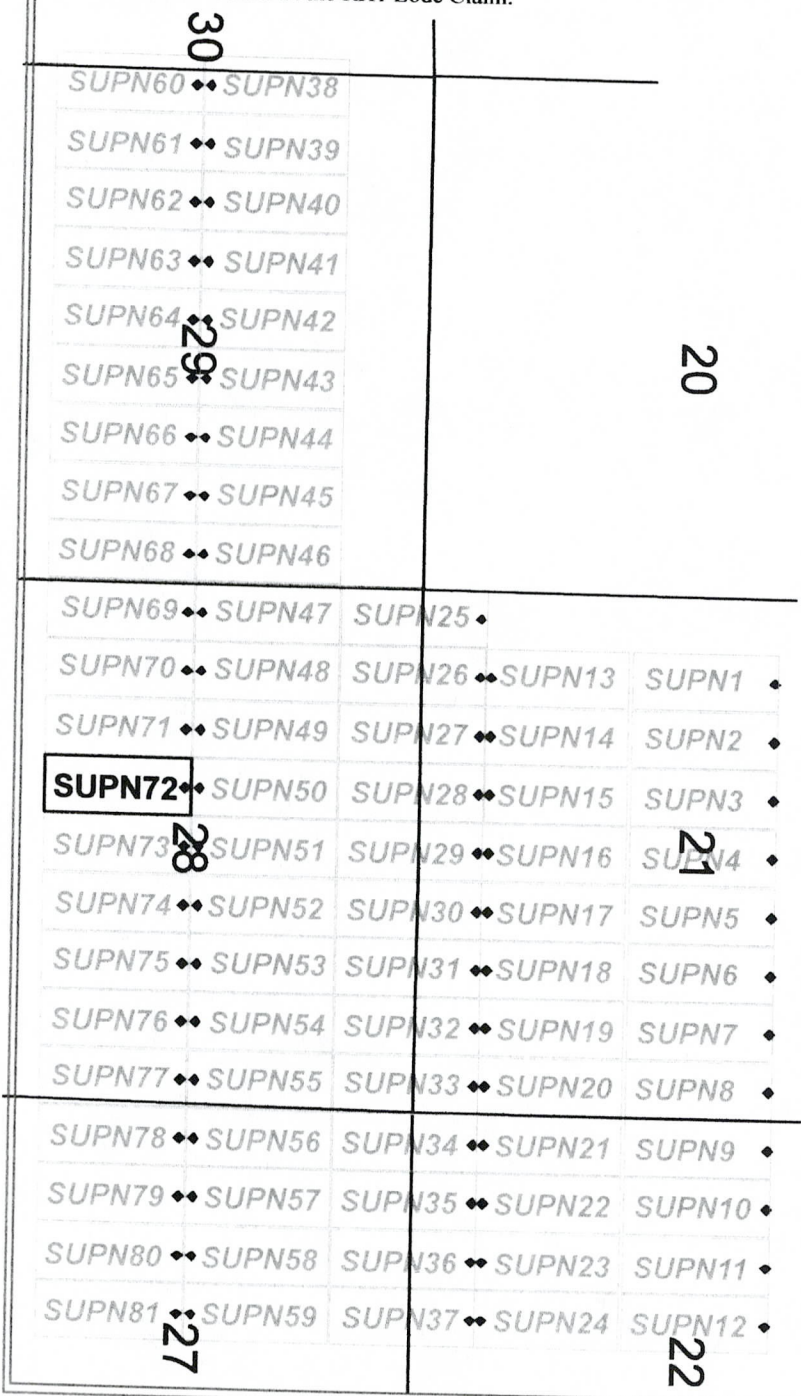 Lode Claim.
30
SUPN60 SUPN38
SUPN61 SUPN39
SUPN62 SUPN40
SUPN63 SUPN41
SUPN64 SUPN42
29
20
SUPN65 SUPN43
SUPN66 SUPN44
SUPN67 SUPN45
SUPN68 SUPN46
SUPN69 SUPN47 SUPN25
SUPN70 SUPN48 SUPN26 SUPN13 SUPN1
SUPN71 SUPN49 SUPN27 SUPN14 SUPN2
SUPN72 SUPN50 SUPN28 SUPN15 SUPN3
28
21
SUPN73 SUPN51 SUPN29 SUPN16 SUPN4
SUPN74 SUPN52 SUPN30 SUPN17 SUPN5
SUPN75 SUPN53 SUPN31 SUPN18 SUPN6
SUPN76 SUPN54 SUPN32 SUPN19 SUPN7
SUPN77 SUPN55 SUPN33 SUPN20 SUPN8
SUPN78 SUPN56 SUPN34 SUPN21 SUPN9
SUPN79 SUPN57 SUPN35 SUPN22 SUPN10
SUPN80 SUPN58 SUPN36 SUPN23 SUPN11
SUPN81 SUPN59 SUPN37 SUPN24 SUPN12
27
22